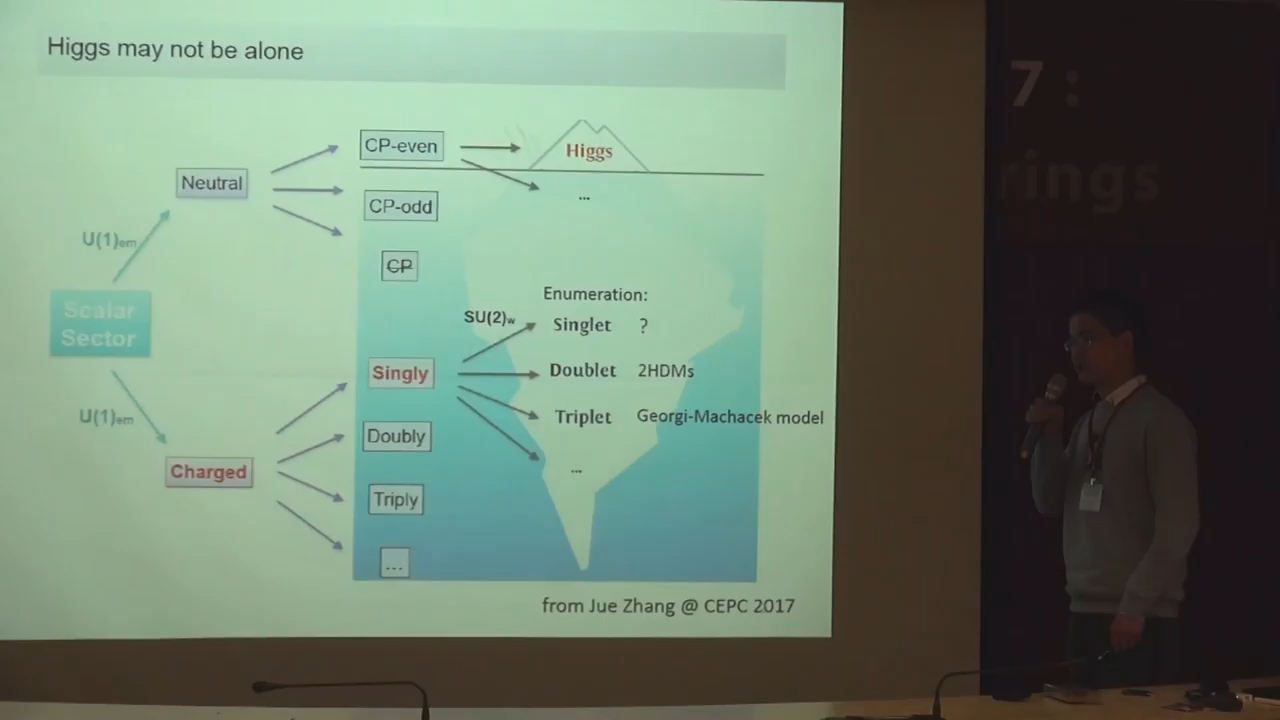 Higgs may not be alone
CP-even
Higgs
Neutral
...
CP-odd
U(1)em
CP
Scalar
Sector
Enumeration:
SU(2)w
Singlet ?
Singly
Doublet 2HDMs
U(1)em
Triplet Georgi-Machacek model
Doubly
...
Charged
Triply
...
from Jue Zhang @ CEPC 2017
7 :
rings